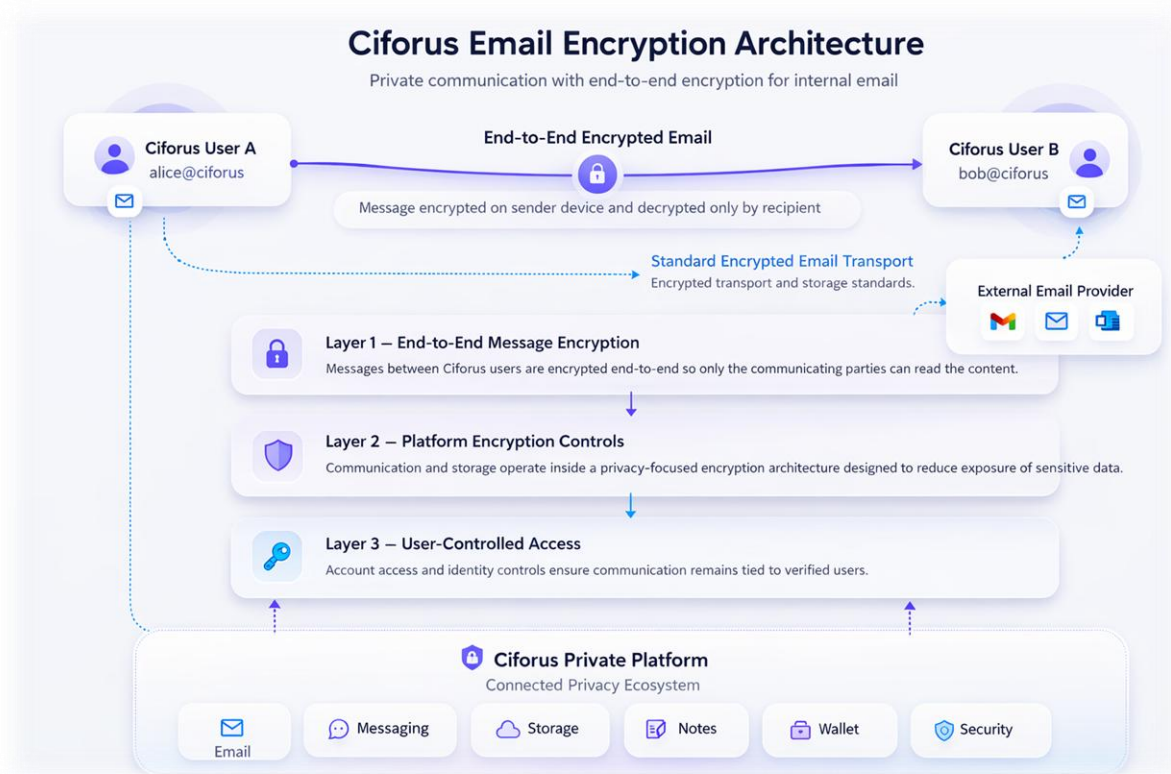 Ciforus Email Encryption Architecture
Private communication with end-to-end encryption for internal email
Ciforus User A
alice@ciforus
End-to-End Encrypted Email
Message encrypted on sender device and decrypted only by recipient
Ciforus User B
bob@ciforus
Standard Encrypted Email Transport
Encrypted transport and storage standards.
External Email Provider
Layer 1 – End-to-End Message Encryption
Messages between Ciforus users are encrypted end-to-end so only the communicating parties can read the content.
Layer 2 – Platform Encryption Controls
Communication and storage operate inside a privacy-focused encryption architecture designed to reduce exposure of sensitive data.
Layer 3 – User-Controlled Access
Account access and identity controls ensure communication remains tied to verified users.
Ciforus Private Platform
Connected Privacy Ecosystem
Email
Messaging
Storage
Notes
Wallet
Security